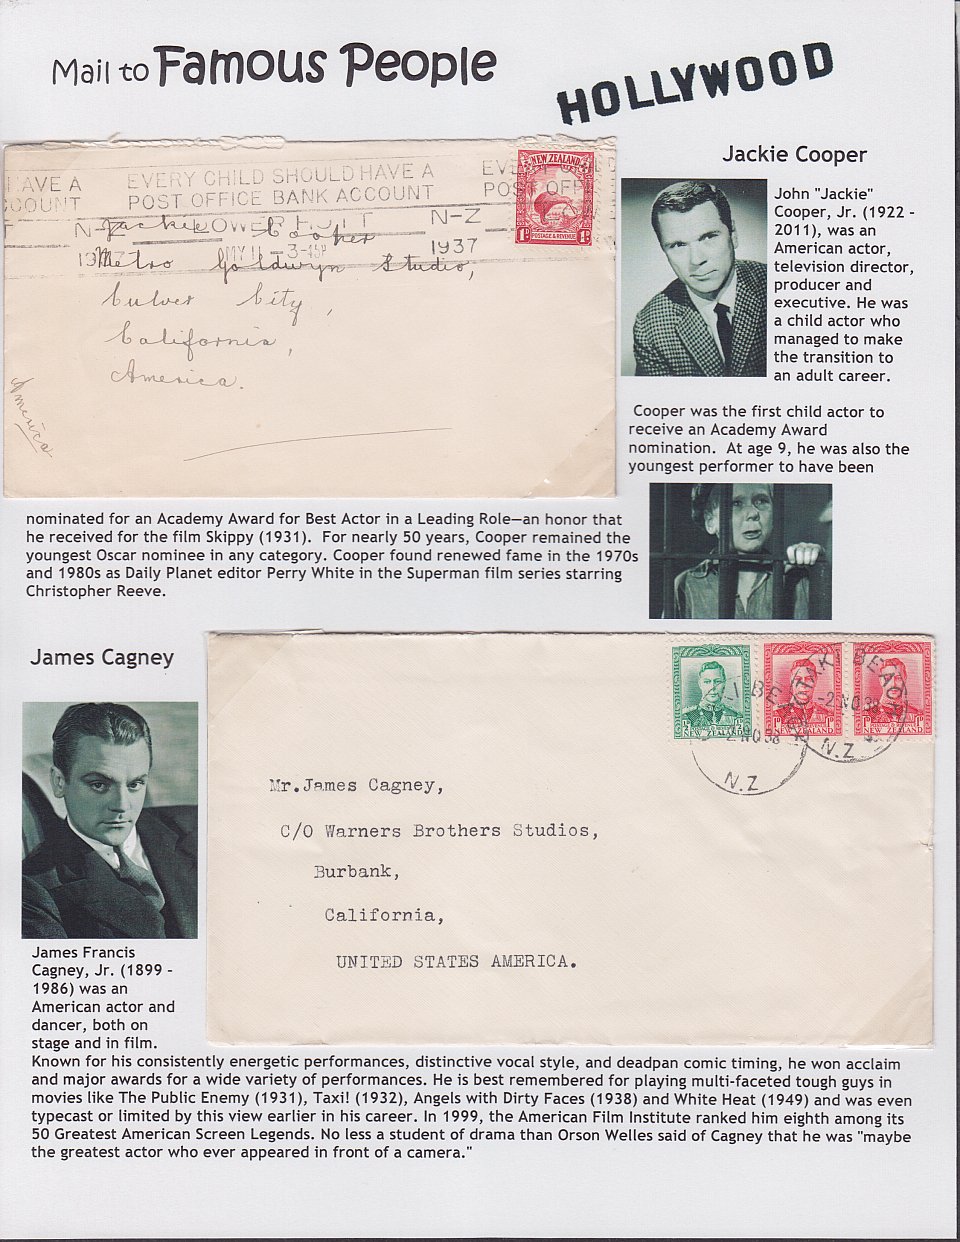 Mail to Famous People
HOLLYWOOD
Jackie Cooper
John "Jackie"
Cooper, Jr. (1922 -
2011), was an
American actor,
television director,
producer and
executive. He was
a child actor who
managed to make
the transition to
an adult career.
Cooper was the first child actor to
receive an Academy Award
nomination. At age 9, he was also the
youngest performer to have been
nominated for an Academy Award for Best Actor in a Leading Role—an honor that
he received for the film Skippy (1931). For nearly 50 years, Cooper remained the
youngest Oscar nominee in any category. Cooper found renewed fame in the 1970s
and 1980s as Daily Planet editor Perry White in the Superman film series starring
Christopher Reeve.
EVERY CHILD SHOULD HAVE A
POST OFFICE BANK ACCOUNT
N-Z
1937
NEW ZEALAND
POSTAGE & REVENUE
1D
Jackie Cooper
Metro Goldwyn Studio,
Culver City,
California,
America.
America
James Cagney
NEW ZEALAND
N.Z
N.Z
Mr. James Cagney,
C/O Warners Brothers Studios,
Burbank,
California,
UNITED STATES AMERICA.
James Francis
Cagney, Jr. (1899 -
1986) was an
American actor and
dancer, both on
stage and in film.
Known for his consistently energetic performances, distinctive vocal style, and deadpan comic timing, he won acclaim
and major awards for a wide variety of performances. He is best remembered for playing multi-faceted tough guys in
movies like The Public Enemy (1931), Taxi! (1932), Angels with Dirty Faces (1938) and White Heat (1949) and was even
typecast or limited by this view earlier in his career. In 1999, the American Film Institute ranked him eighth among its
50 Greatest American Screen Legends. No less a student of drama than Orson Welles said of Cagney that he was "maybe
the greatest actor who ever appeared in front of a camera."